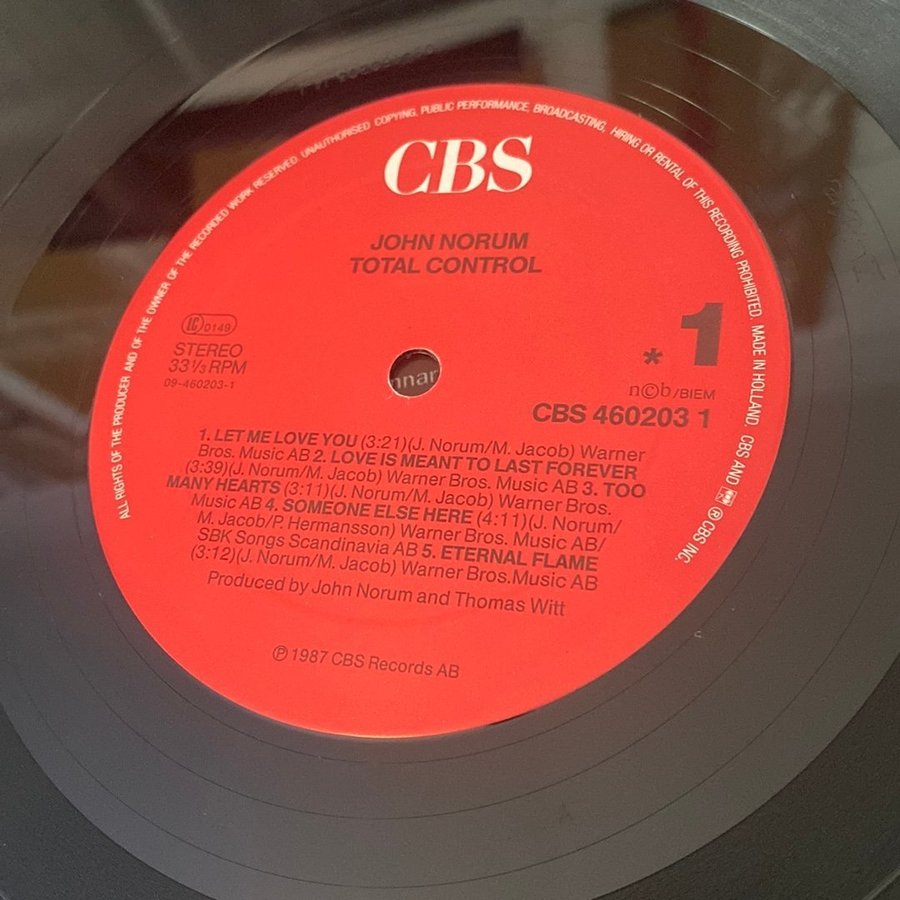 ALL RIGHTS OF THE PRODUCER AND OF THE OWNER OF THE RECORDED WORK RESERVED UNAUTHORISED COPYING, PUBLIC PERFORMANCE, BROADCASTING, HIRING OR RENTAL OF THIS RECORDING PROHIBITED. MADE IN HOLLAND. CBS AND ℗ CBS INC.
CBS
JOHN NORUM
TOTAL CONTROL
LC 0149
STEREO
33 1/3 RPM
09-460203-1
* 1
n©b/BIEM
CBS 460203 1
nnar
1. LET ME LOVE YOU (3:21)(J. Norum/M. Jacob) Warner
Bros. Music AB 2. LOVE IS MEANT TO LAST FOREVER
(3:39)(J. Norum/M. Jacob) Warner Bros. Music AB 3. TOO
MANY HEARTS (3:11)(J. Norum/M. Jacob) Warner Bros.
Music AB 4. SOMEONE ELSE HERE (4:11)(J. Norum/
M. Jacob/P. Hermansson) Warner Bros. Music AB/
SBK Songs Scandinavia AB 5. ETERNAL FLAME
(3:12)(J. Norum/M. Jacob) Warner Bros.Music AB
Produced by John Norum and Thomas Witt
℗ 1987 CBS Records AB